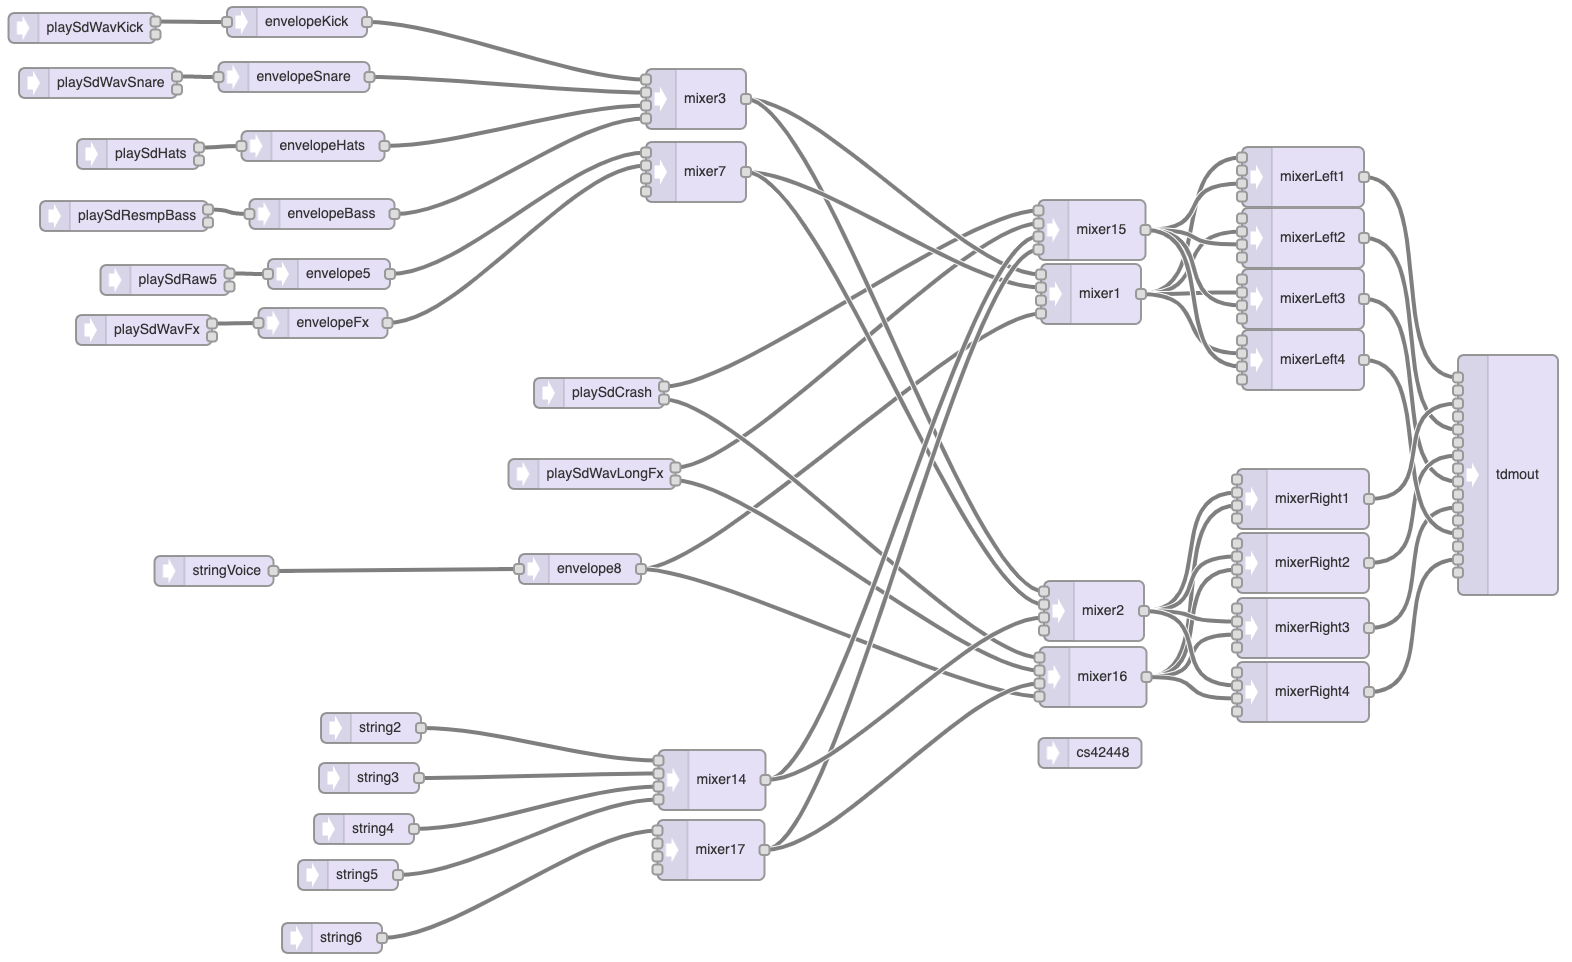 playSdWavKick
envelopeKick
playSdWavSnare
envelopeSnare
mixer3
playSdHats
envelopeHats
mixer7
playSdResmpBass
envelopeBass
playSdRaw5
envelope5
playSdWavFx
envelopeFx
mixer15
mixer1
mixerLeft1
mixerLeft2
mixerLeft3
mixerLeft4
playSdCrash
playSdWavLongFx
tdmout
mixerRight1
mixerRight2
mixerRight3
mixerRight4
stringVoice
envelope8
mixer2
mixer16
cs42448
string2
string3
string4
string5
string6
mixer14
mixer17